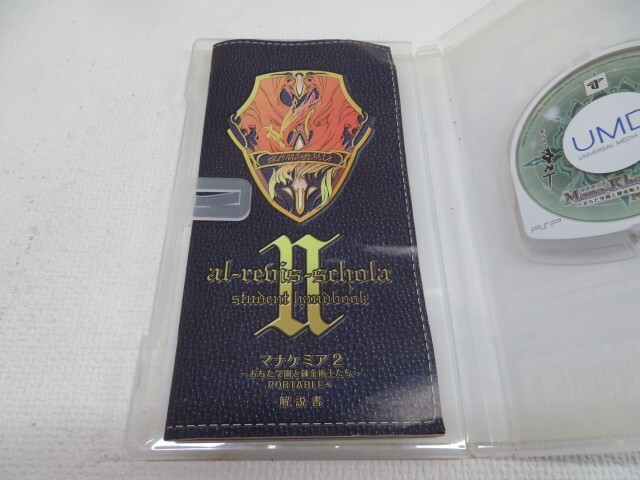 al-revis-schola
II
student handbook
マナケミア2
~おちた学園と錬金術士たち~
PORTABLE+
解説書
UMD
UNIVERSAL MEDIA
PSP